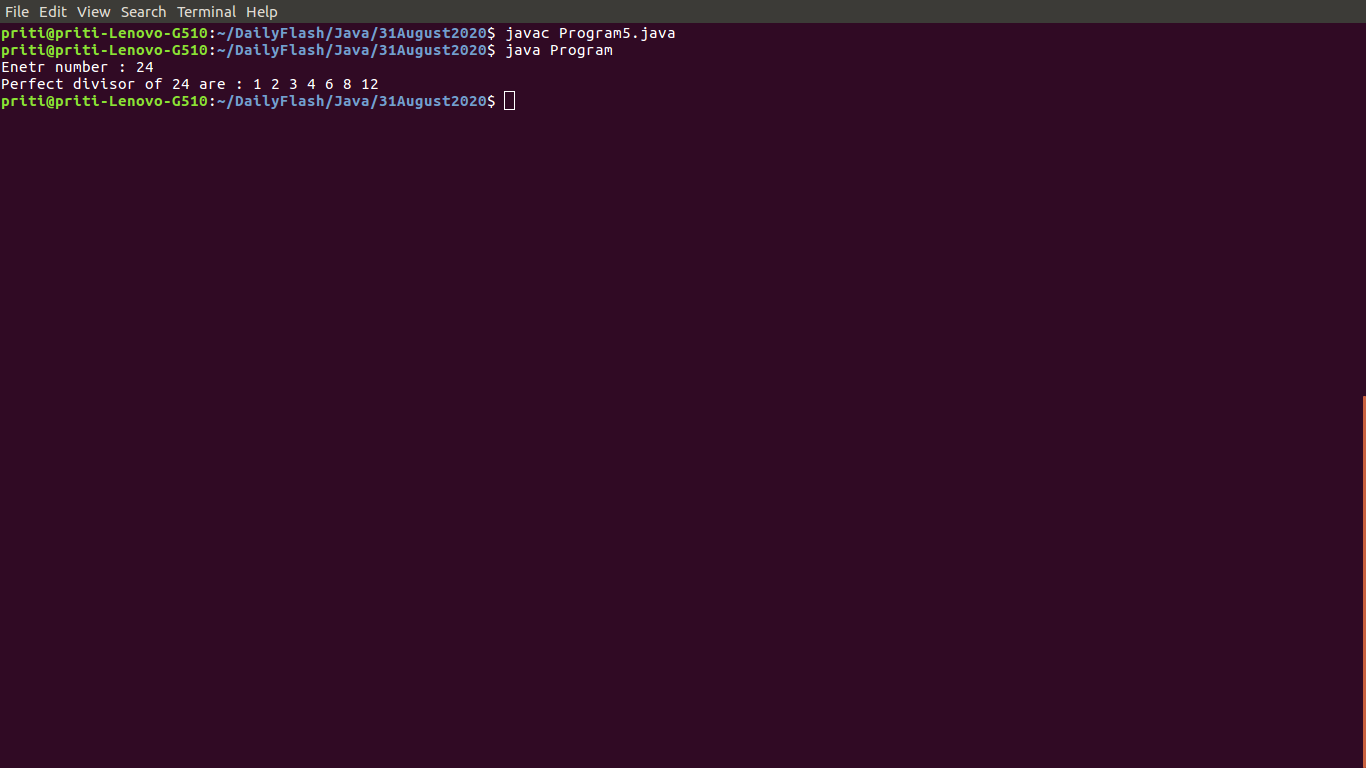 File Edit View Search Terminal Help
priti@priti-Lenovo-G510:~/DailyFlash/Java/31August2020$ javac Program5.java
priti@priti-Lenovo-G510:~/DailyFlash/Java/31August2020$ java Program
Enetr number : 24
Perfect divisor of 24 are : 1 2 3 4 6 8 12
priti@priti-Lenovo-G510:~/DailyFlash/Java/31August2020$